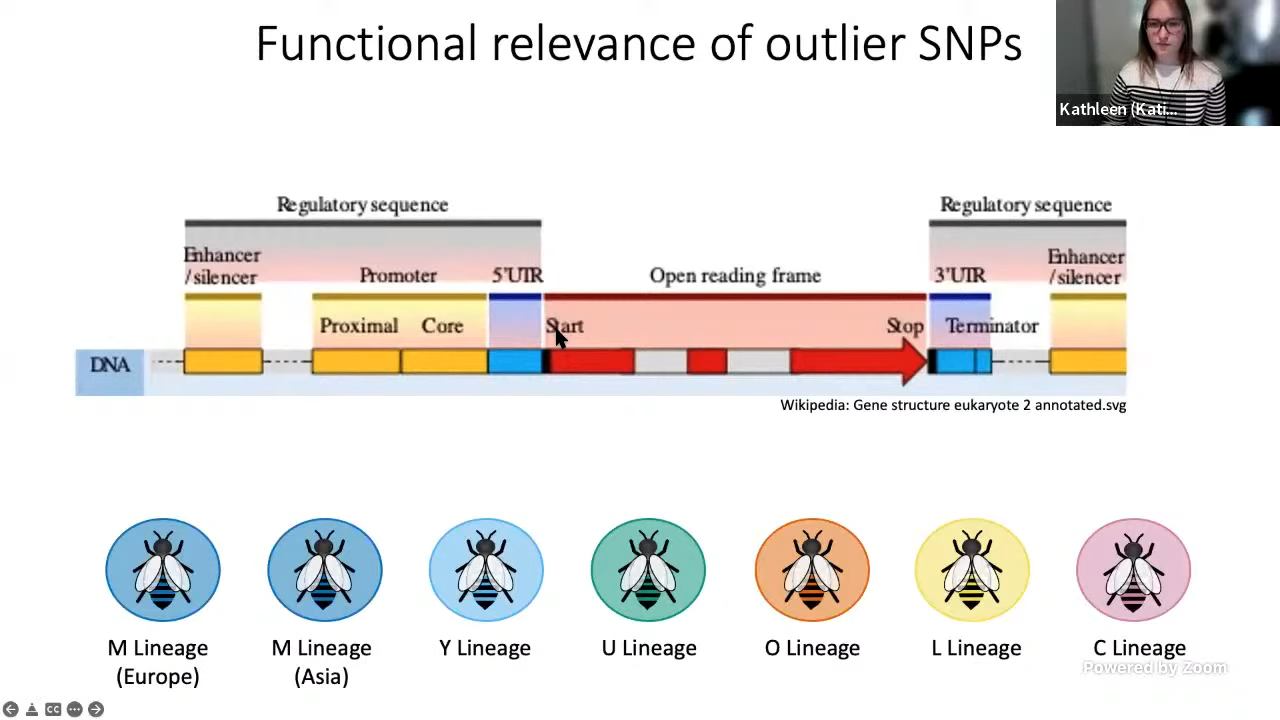 Functional relevance of outlier SNPs
Kathleen (Kati...
Regulatory sequence
Regulatory sequence
Enhancer
/silencer
Promoter
5'UTR
Open reading frame
3'UTR
Enhancer
/silencer
Proximal
Core
Start
Stop
Terminator
DNA
Wikipedia: Gene structure eukaryote 2 annotated.svg
M Lineage
(Europe)
M Lineage
(Asia)
Y Lineage
U Lineage
O Lineage
L Lineage
C Lineage
Powered by Zoom
CC